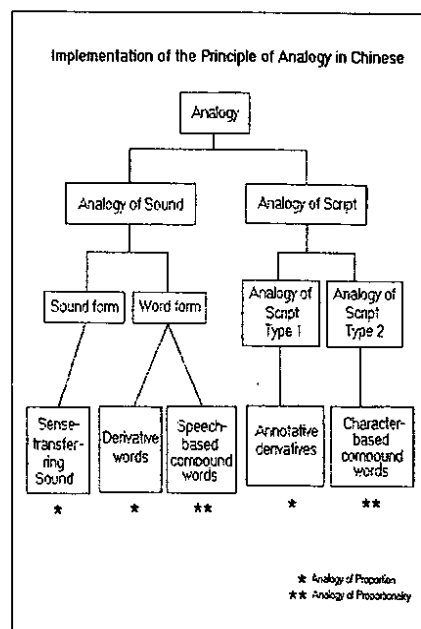 Implementation of the Principle of Analogy in Chinese
Analogy
Analogy of Sound
Analogy of Script
Sound form
Word form
Analogy of
Script
Type 1
Analogy of
Script
Type 2
Sense-
transfer-
ring
Sound
Derivative
words
Speech-
based
compound
words
Annotative
derivatives
Character-
based
compound
words
*
*
**
*
**
* Analogy of Proportion
** Analogy of Proportionality